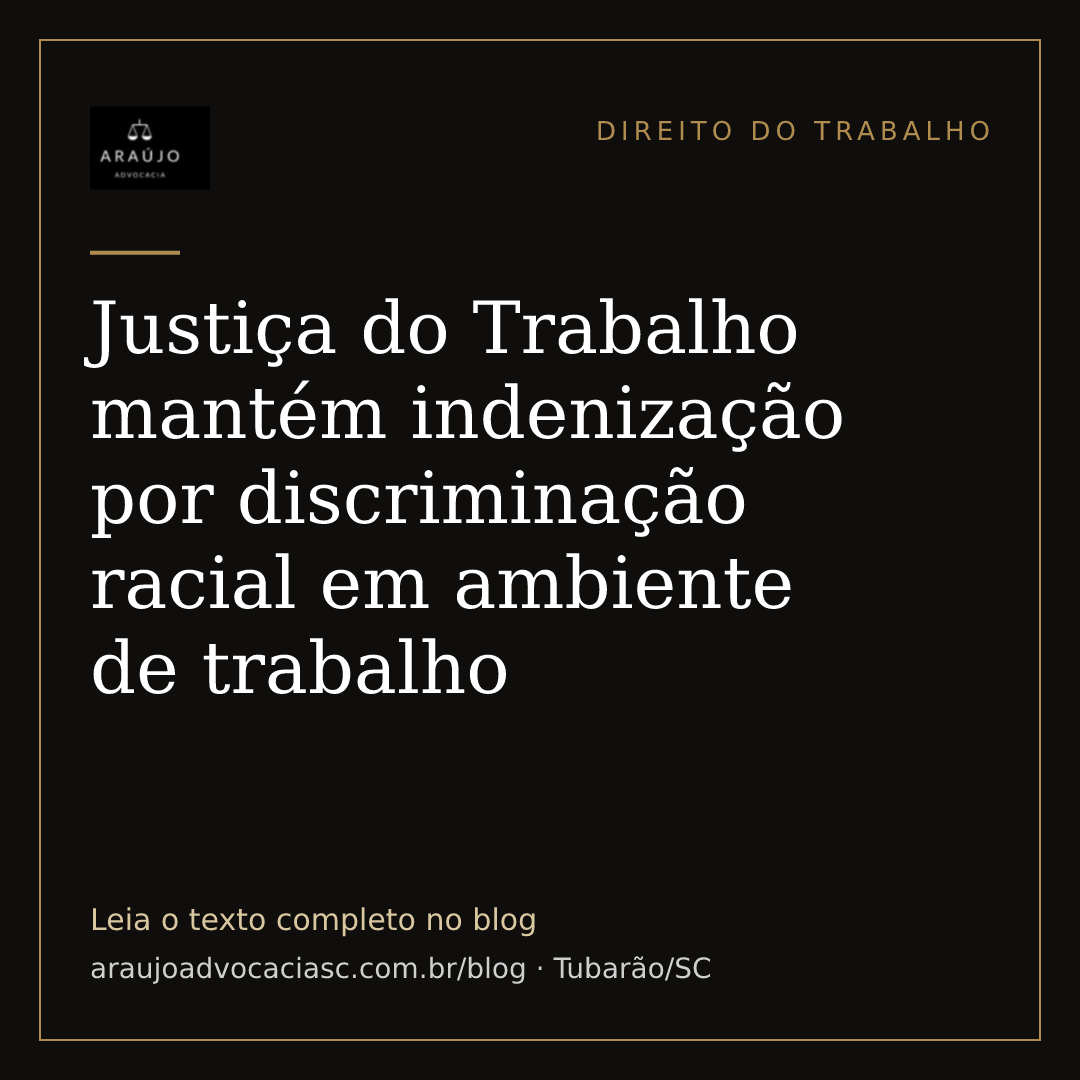 ARAÚJO
ADVOCACIA
DIREITO DO TRABALHO
Justiça do Trabalho
mantém indenização
por discriminação
racial em ambiente
de trabalho
Leia o texto completo no blog
araujoadvocaciasc.com.br/blog · Tubarão/SC